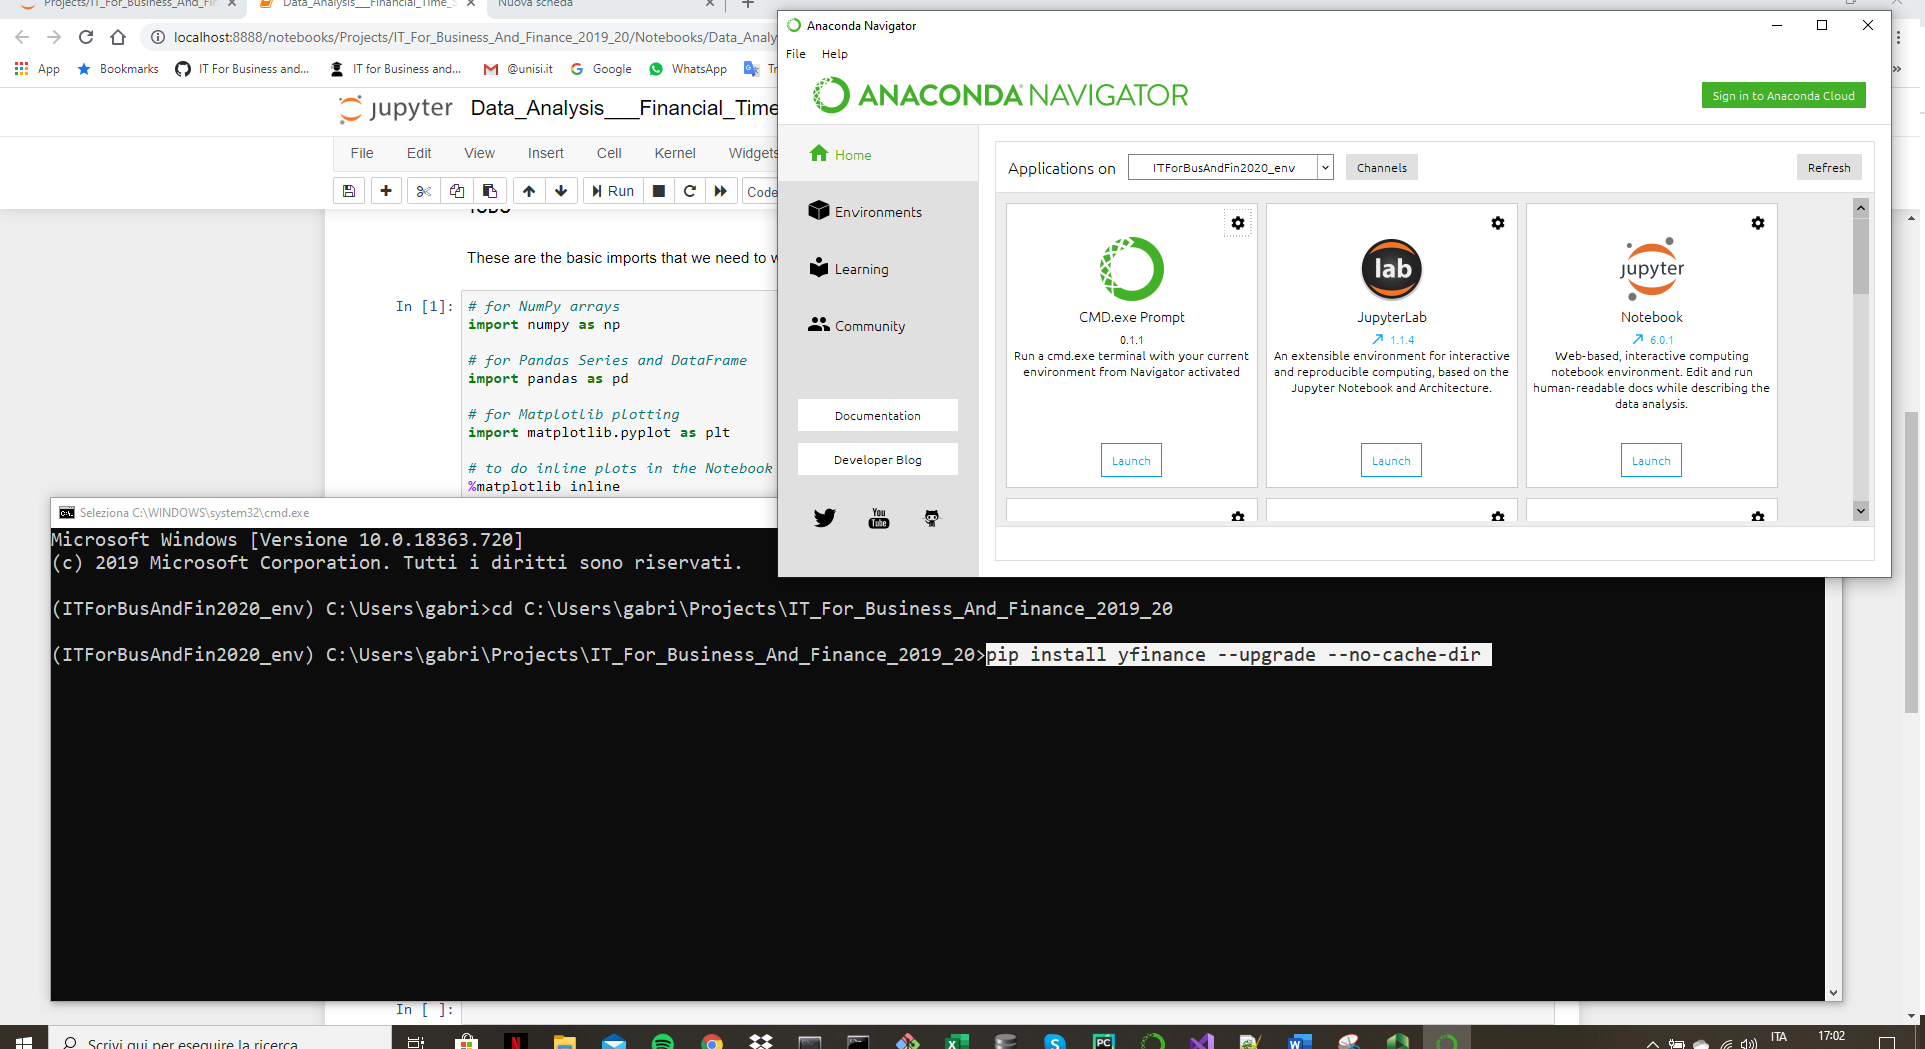 Projects/IT_For_Business_And_Fin
Data_Analysis___Financial_Time_S
Nuova scheda
localhost:8888/notebooks/Projects/IT_For_Business_And_Finance_2019_20/Notebooks/Data_Analy
App
Bookmarks
IT For Business and...
IT for Business and...
@unisi.it
Google
WhatsApp
jupyter
Data_Analysis___Financial_Time
File
Edit
View
Insert
Cell
Kernel
Widgets
Run
Code
These are the basic imports that we need to w
In [1]:
# for NumPy arrays
import numpy as np
# for Pandas Series and DataFrame
import pandas as pd
# for Matplotlib plotting
import matplotlib.pyplot as plt
# to do inline plots in the Notebook
%matplotlib inline
In [ ]:
Anaconda Navigator
File
Help
ANACONDA NAVIGATOR
Sign in to Anaconda Cloud
Home
Environments
Learning
Community
Documentation
Developer Blog
You
Tube
Applications on
ITForBusAndFin2020_env
Channels
Refresh
CMD.exe Prompt
0.1.1
Run a cmd.exe terminal with your current
environment from Navigator activated
Launch
lab
JupyterLab
1.1.4
An extensible environment for interactive
and reproducible computing, based on the
Jupyter Notebook and Architecture.
Launch
jupyter
Notebook
6.0.1
Web-based, interactive computing
notebook environment. Edit and run
human-readable docs while describing the
data analysis.
Launch
Seleziona C:\WINDOWS\system32\cmd.exe
Microsoft Windows [Versione 10.0.18363.720]
(c) 2019 Microsoft Corporation. Tutti i diritti sono riservati.
(ITForBusAndFin2020_env) C:\Users\gabri>cd C:\Users\gabri\Projects\IT_For_Business_And_Finance_2019_20
(ITForBusAndFin2020_env) C:\Users\gabri\Projects\IT_For_Business_And_Finance_2019_20>pip install yfinance --upgrade --no-cache-dir
Scrivi qui per eseguire la ricerca
ITA
17:02